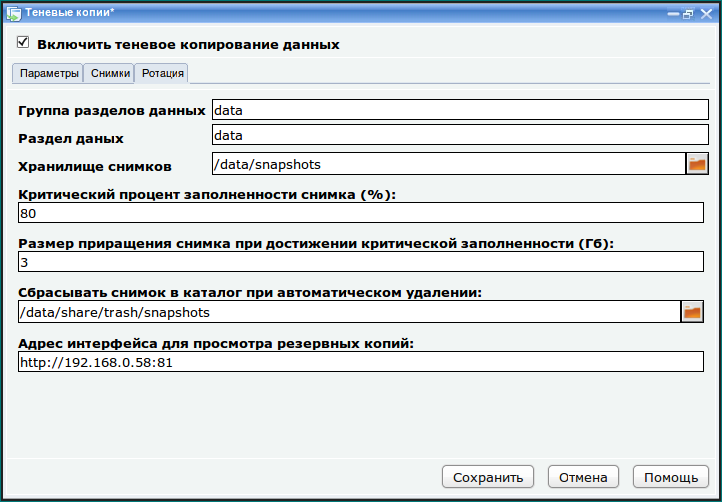 Теневые копии*
Включить теневое копирование данных
Параметры Снимки Ротация
Группа разделов данных data
Раздел даных data
Хранилище снимков /data/snapshots
Критический процент заполненности снимка (%):
80
Размер приращения снимка при достижении критической заполненности (Гб):
3
Сбрасывать снимок в каталог при автоматическом удалении:
/data/share/trash/snapshots
Адрес интерфейса для просмотра резервных копий:
http://192.168.0.58:81
Сохранить Отмена Помощь